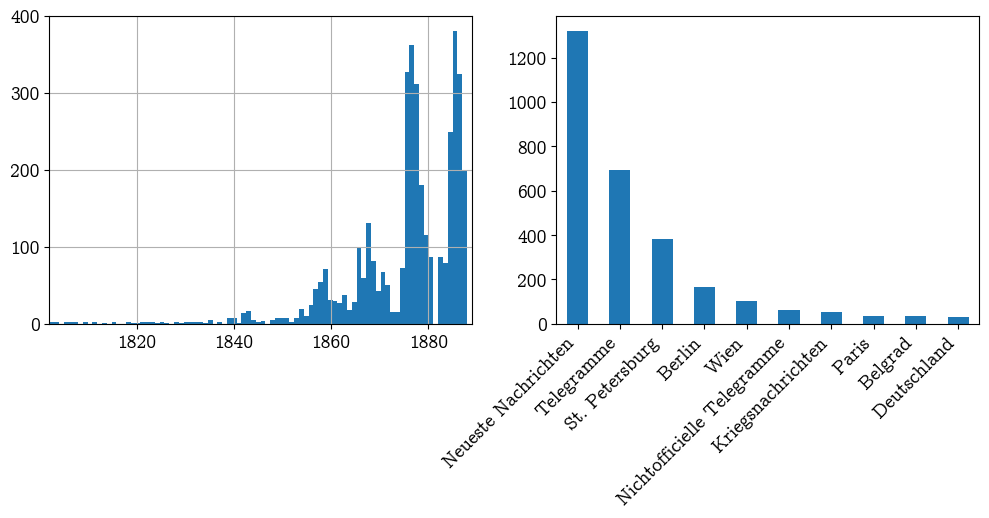 400
300
200
100
0
1820 1840 1860 1880
1200
1000
800
600
400
200
0
Neueste Nachrichten
Telegramme
St. Petersburg
Berlin
Wien
Nichtofficielle Telegramme
Kriegsnachrichten
Paris
Belgrad
Deutschland